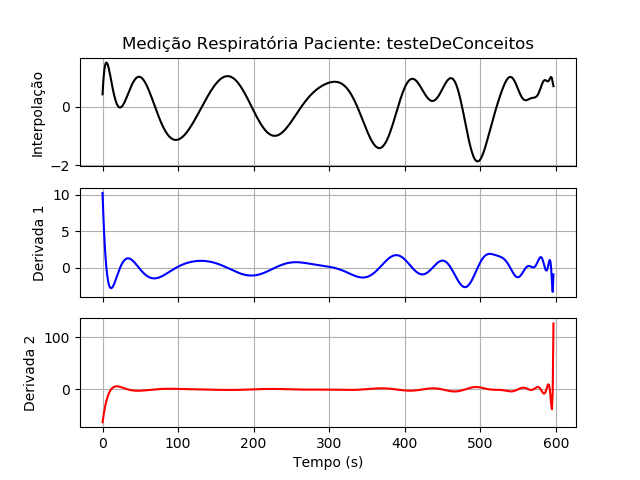 Medição Respiratória Paciente: testeDeConceitos
Interpolação
0
−2
Derivada 1
10
5
0
Derivada 2
100
0
0 100 200 300 400 500 600
Tempo (s)